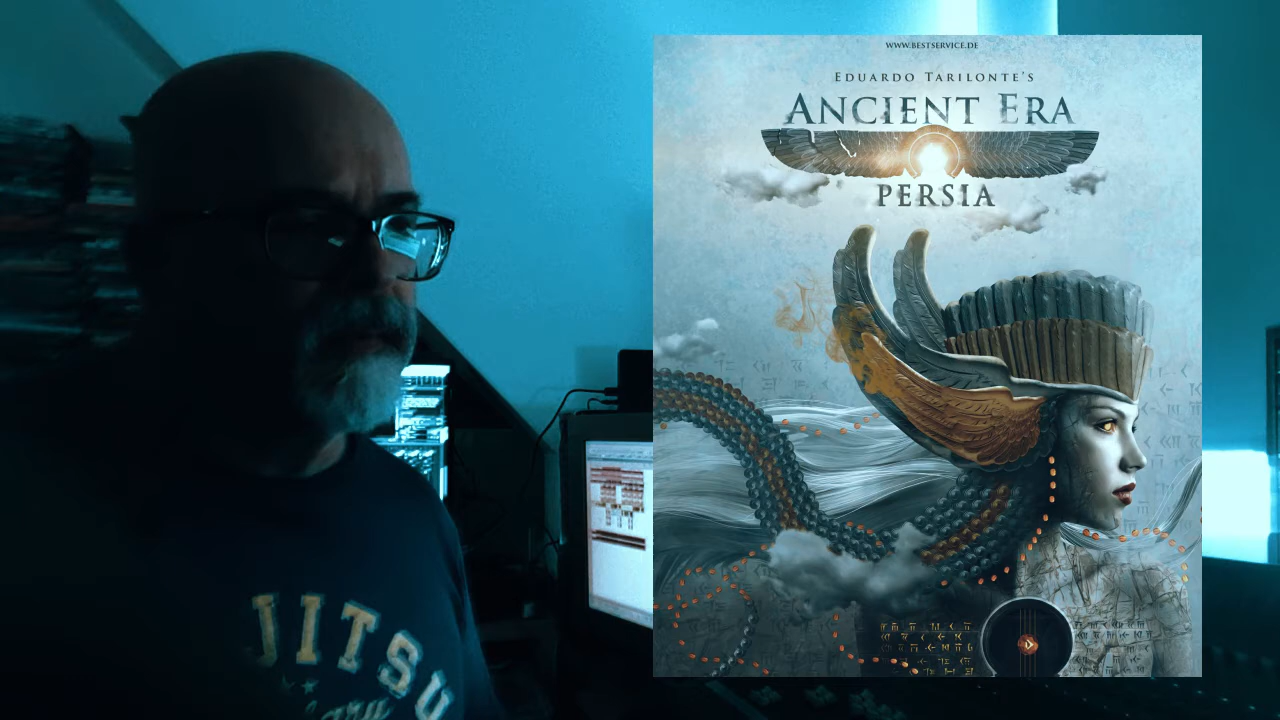 WWW.BESTSERVICE.DE
EDUARDO TARILONTE'S
ANCIENT ERA
PERSIA
JITSU